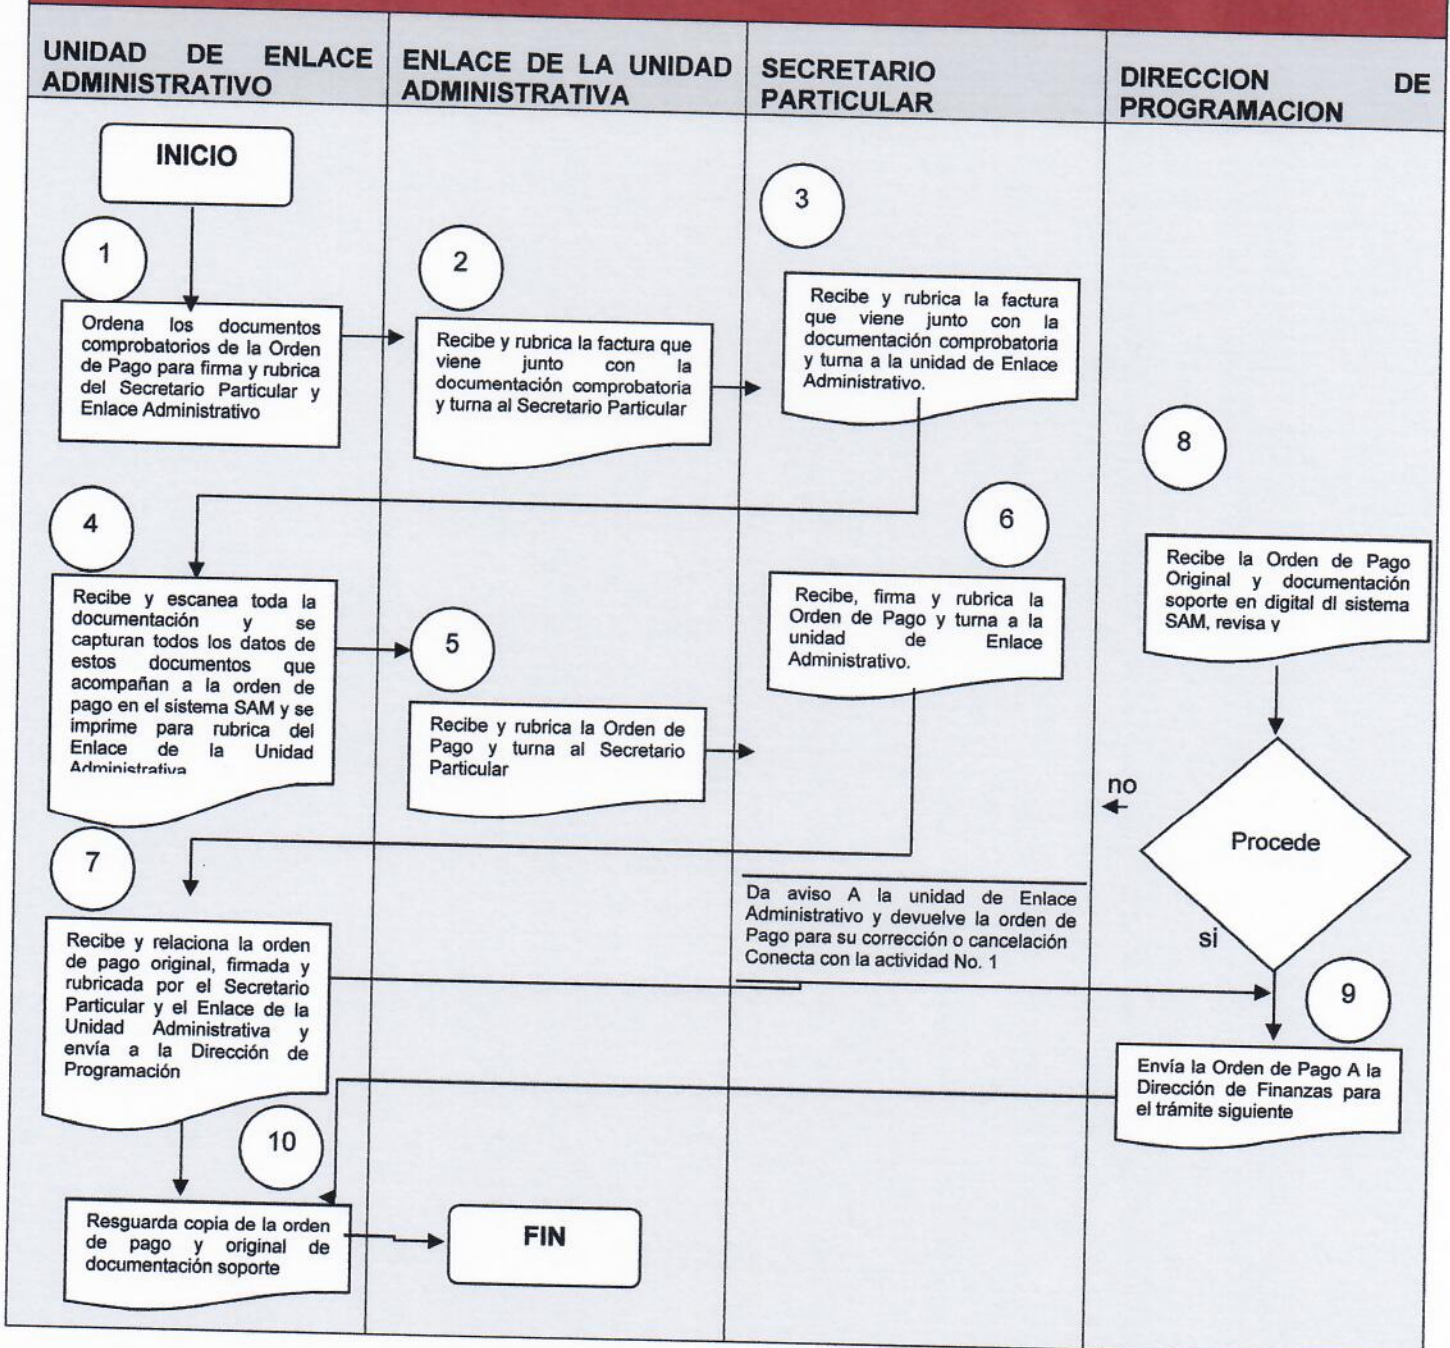 UNIDAD DE ENLACE
ADMINISTRATIVO
ENLACE DE LA UNIDAD
ADMINISTRATIVA
SECRETARIO
PARTICULAR
DIRECCION DE
PROGRAMACION
INICIO
1
Ordena los documentos
comprobatorios de la Orden
de Pago para firma y rubrica
del Secretario Particular y
Enlace Administrativo
2
Recibe y rubrica la factura que
viene junto con la
documentación comprobatoria
y turna al Secretario Particular
3
Recibe y rubrica la factura
que viene junto con la
documentación comprobatoria
y turna a la unidad de Enlace
Administrativo.
4
Recibe y escanea toda la
documentación y se
capturan todos los datos de
estos documentos que
acompañan a la orden de
pago en el sistema SAM y se
imprime para rubrica del
Enlace de la Unidad
Administrativa
5
Recibe y rubrica la Orden de
Pago y turna al Secretario
Particular
6
Recibe, firma y rubrica la
Orden de Pago y turna a la
unidad de Enlace
Administrativo.
7
Recibe y relaciona la orden
de pago original, firmada y
rubricada por el Secretario
Particular y el Enlace de la
Unidad Administrativa y
envía a la Dirección de
Programación
8
Recibe la Orden de Pago
Original y documentación
soporte en digital dl sistema
SAM, revisa y
Procede
no
Da aviso A la unidad de Enlace
Administrativo y devuelve la orden de
Pago para su corrección o cancelación
Conecta con la actividad No. 1
si
9
Envía la Orden de Pago A la
Dirección de Finanzas para
el trámite siguiente
10
Resguarda copia de la orden
de pago y original de
documentación soporte
FIN